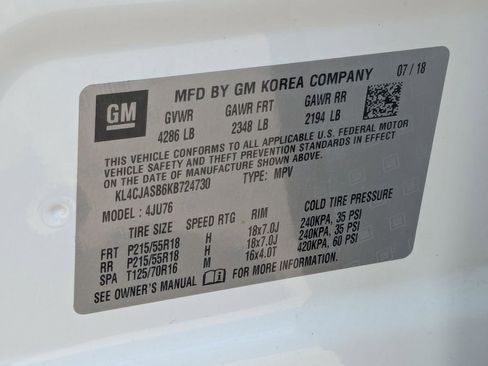 GM
MFD BY GM KOREA COMPANY 07 / 18
GVWR GAWR FRT GAWR RR
4286 LB 2348 LB 2194 LB
THIS VEHICLE CONFORMS TO ALL APPLICABLE U.S. FEDERAL MOTOR
VEHICLE SAFETY AND THEFT PREVENTION STANDARDS IN EFFECT
ON THE DATE OF MANUFACTURE SHOWN ABOVE.
KL4CJASB6KB724730 TYPE: MPV
MODEL : 4JU76
TIRE SIZE SPEED RTG RIM COLD TIRE PRESSURE
FRT P215/55R18 H 18x7.0J 240KPA, 35 PSI
RR P215/55R18 H 18x7.0J 240KPA, 35 PSI
SPA T125/70R16 M 16x4.0T 420KPA, 60 PSI
SEE OWNER'S MANUAL FOR MORE INFORMATION.